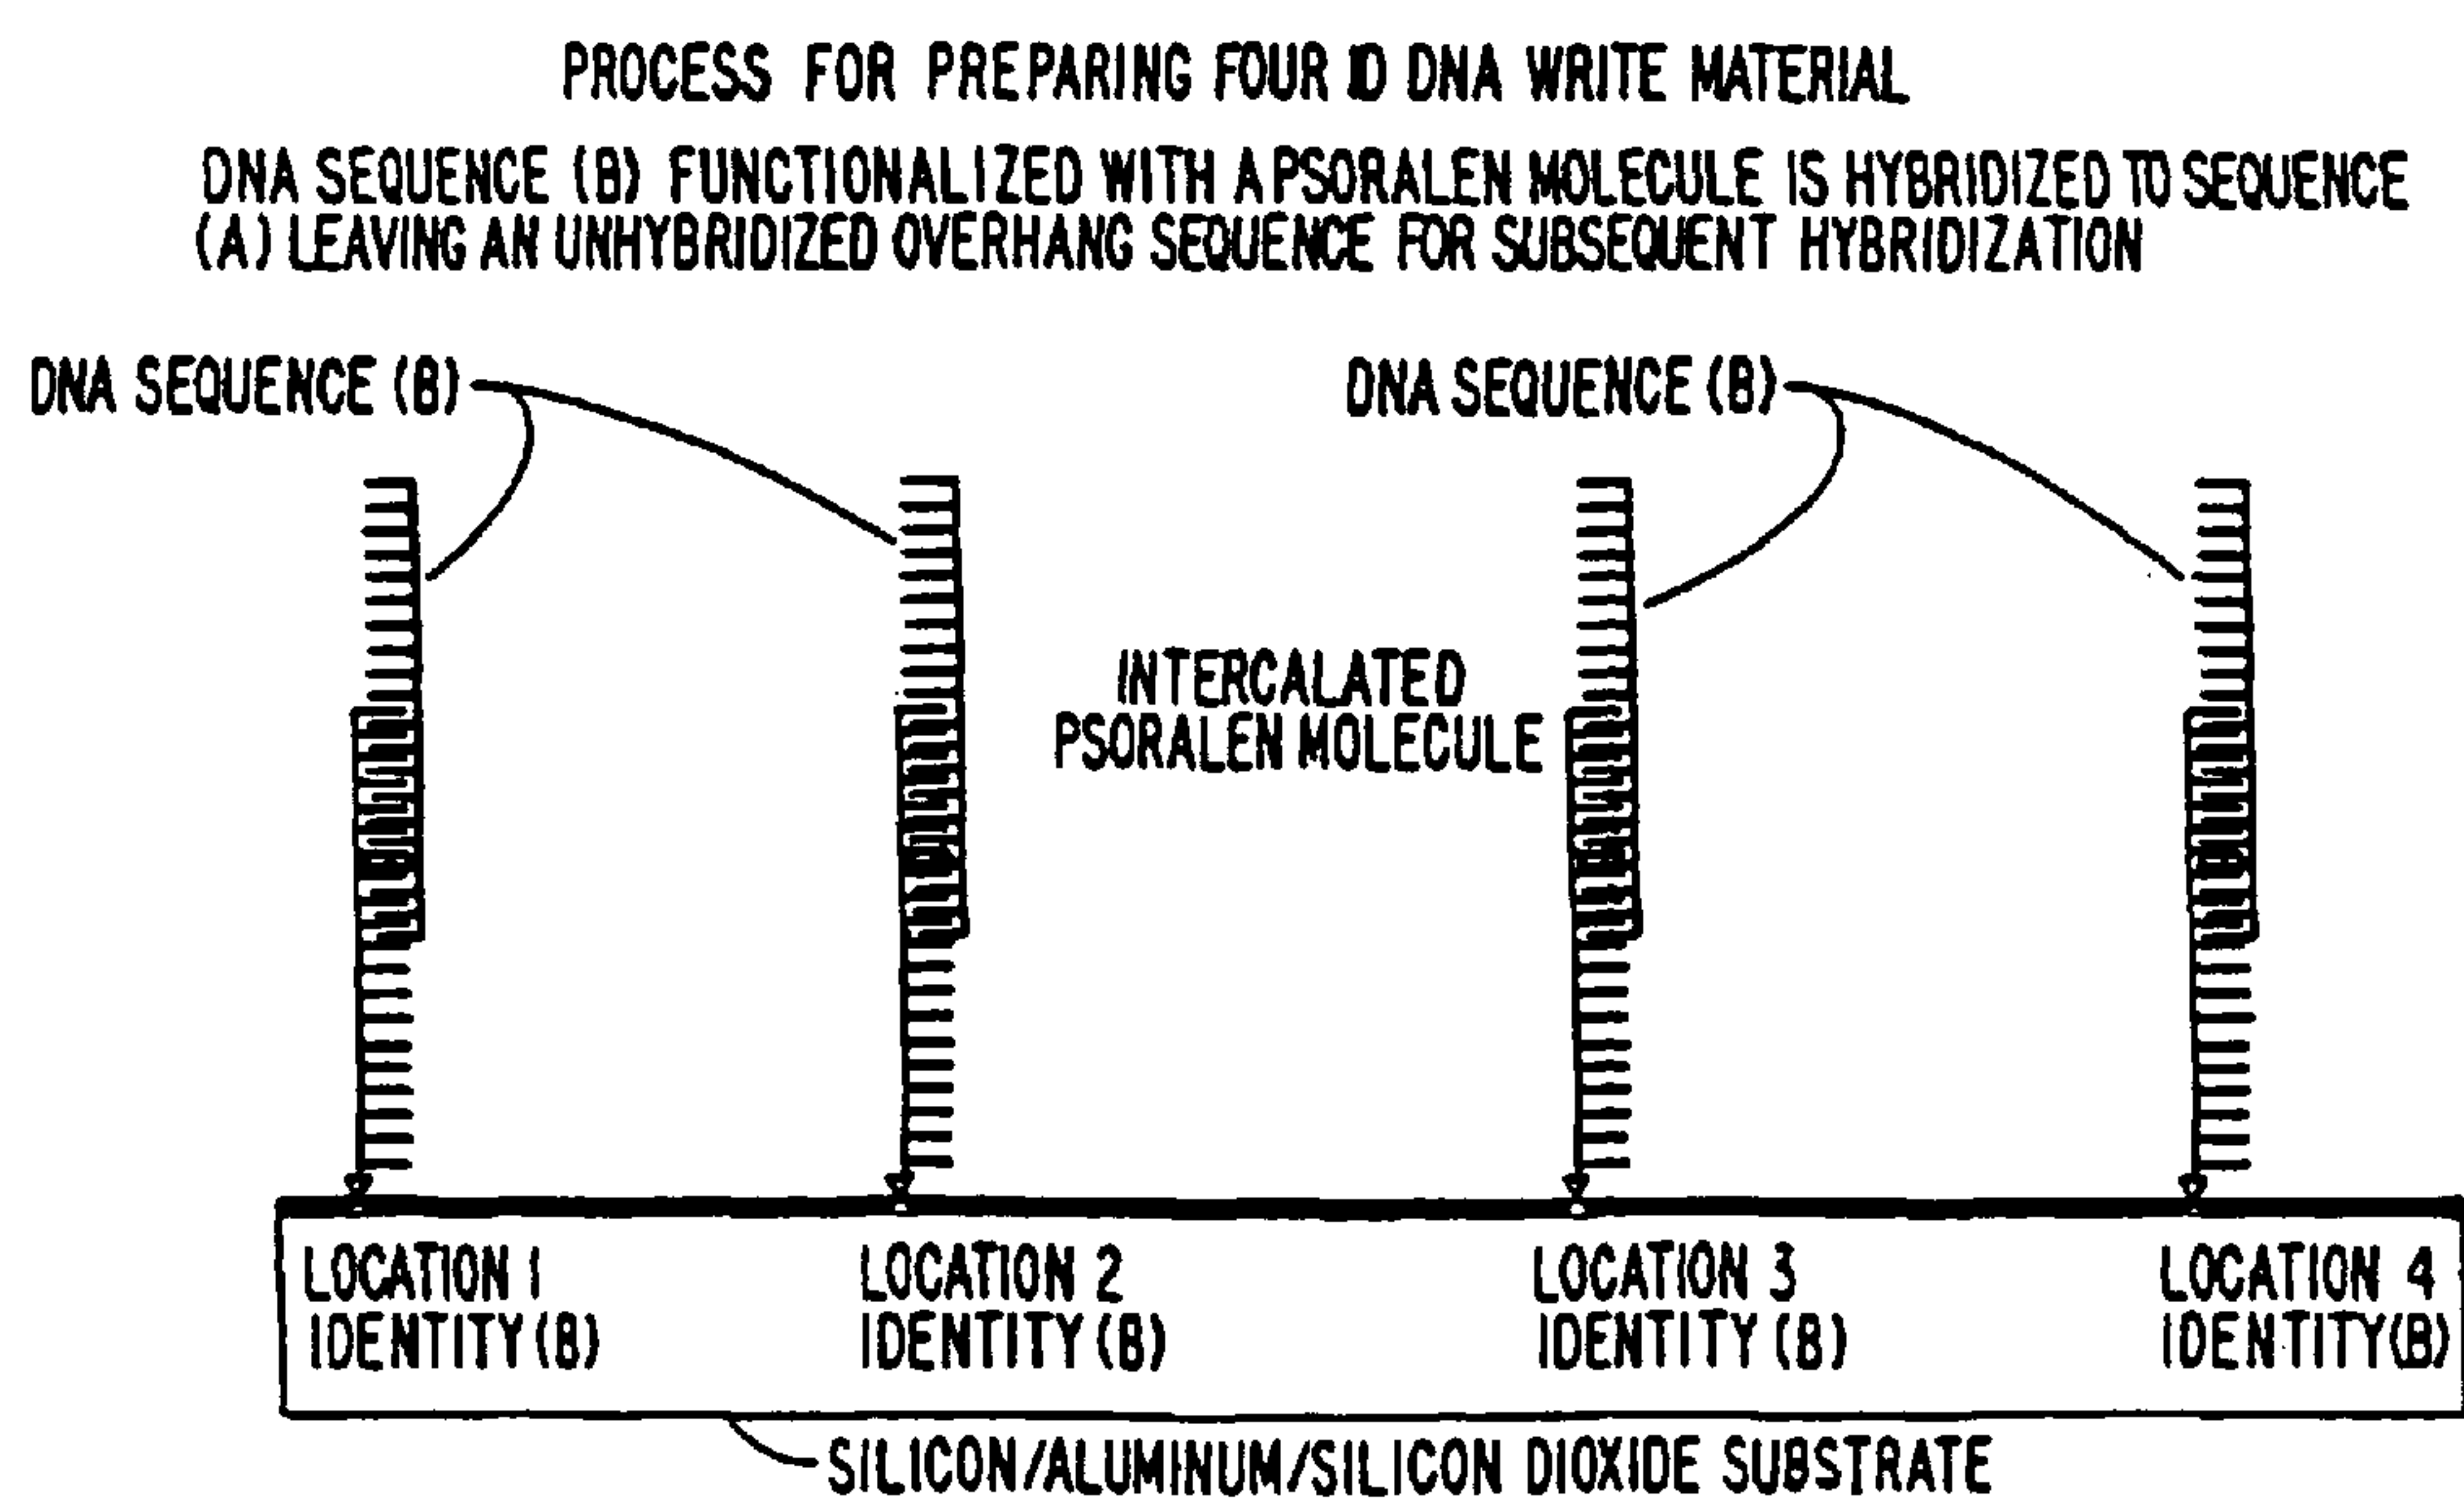 PROCESS FOR PREPARING FOUR ID DNA WRITE MATERIAL
DNA SEQUENCE (B) FUNCTIONALIZED WITH A PSORALEN MOLECULE IS HYBRIDIZED TO SEQUENCE
(A) LEAVING AN UNHYBRIDIZED OVERHANG SEQUENCE FOR SUBSEQUENT HYBRIDIZATION
DNA SEQUENCE (B)
DNA SEQUENCE (B)
INTERCALATED
PSORALEN MOLECULE
LOCATION 1
IDENTITY (B)
LOCATION 2
IDENTITY (B)
LOCATION 3
IDENTITY (B)
LOCATION 4
IDENTITY (B)
SILICON/ALUMINUM/SILICON DIOXIDE SUBSTRATE